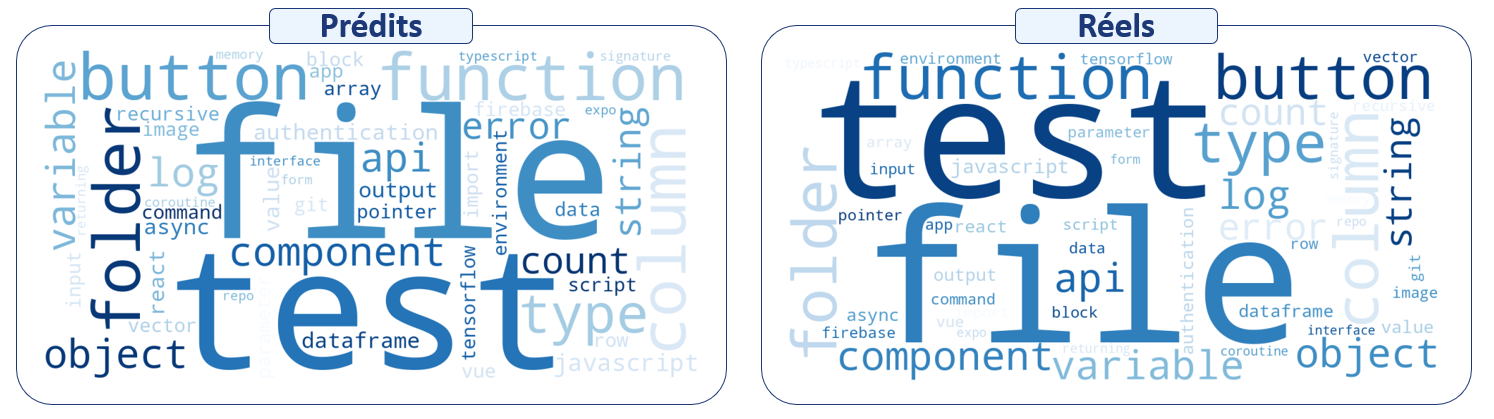 Prédits
memory
block
typescript
signature
button
app
function
array
variable
recursive
image
firebase
expo
file
authentication
error
string
column
folder
log
interface
api
form
value
git
output
pointer
import
environment
data
coroutine
command
async
returning
input
react
component
count
script
tensorflow
test
repo
type
vector
parameter
dataframe
row
object
vue
javascript
Réels
typescript
environment
tensorflow
vector
function
button
test
count
recursive
array
parameter
type
signature
input
javascript
form
string
column
folder
log
pointer
app
react
script
error
repo
file
data
row
authentication
output
api
git
command
image
block
dataframe
async
vue
import
firebase
expo
interface
value
component
returning
variable
coroutine
object